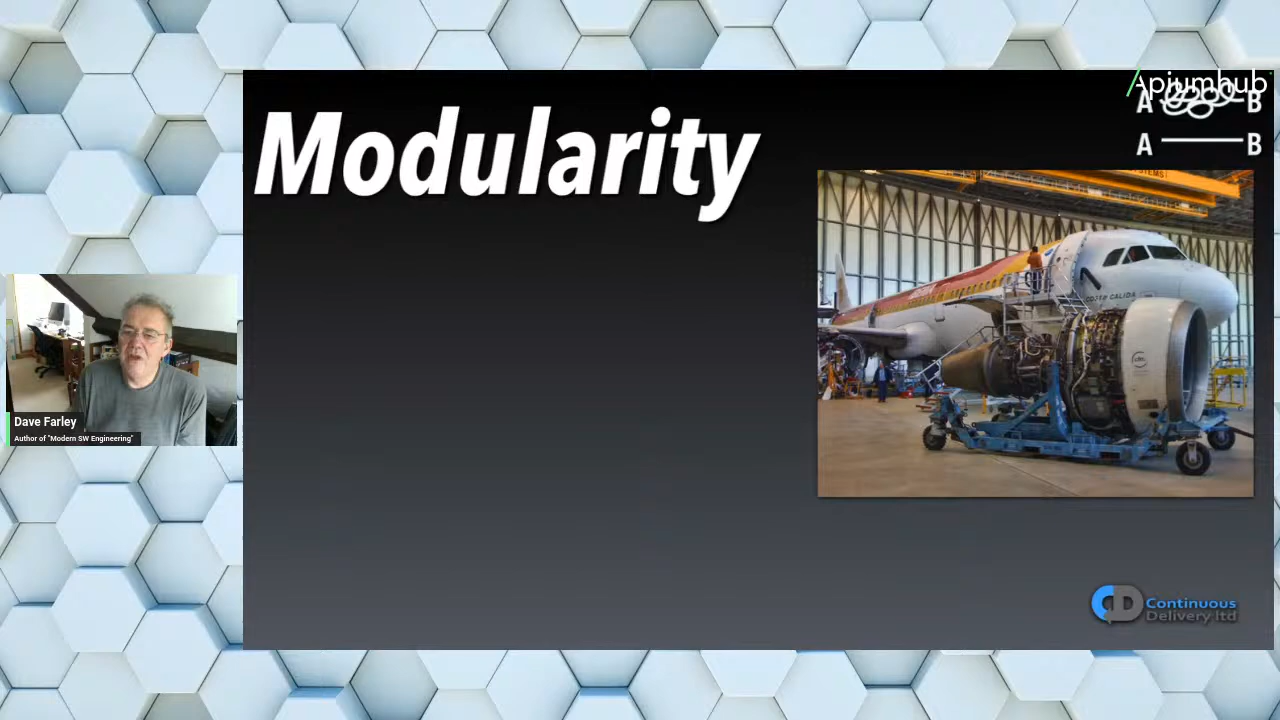 Modularity
Apiumhub
A B
A B
Dave Farley
Author of "Modern SW Engineering"
Continuous
Delivery ltd